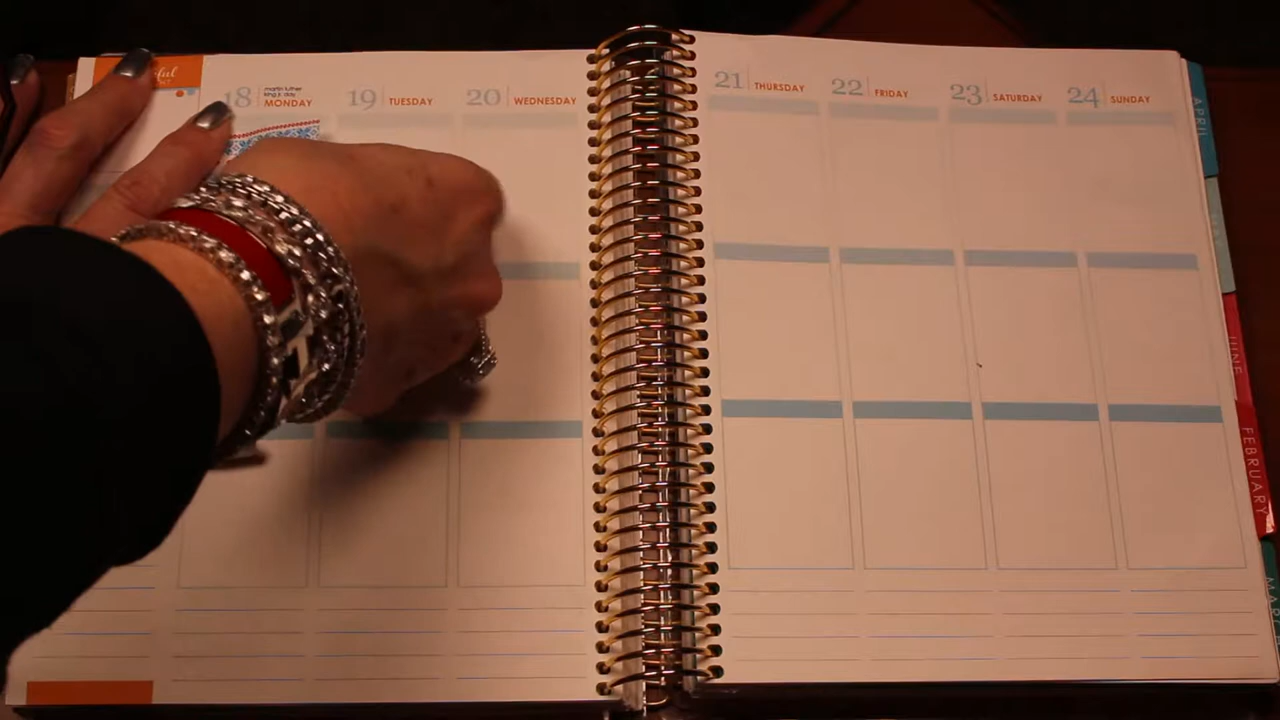 18 martin luther
king jr. day
MONDAY
19 TUESDAY
20 WEDNESDAY
21 THURSDAY
22 FRIDAY
23 SATURDAY
24 SUNDAY
APRIL
JUNE
FEBRUARY